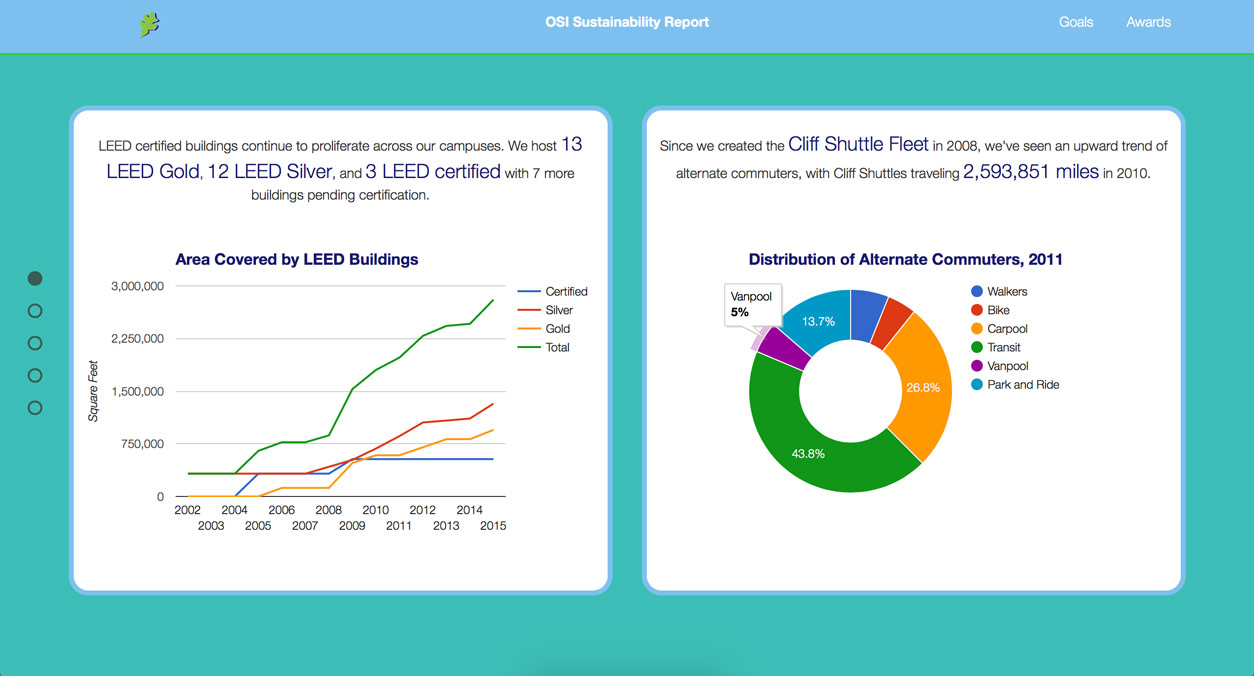 OSI Sustainability Report
Goals
Awards
LEED certified buildings continue to proliferate across our campuses. We host 13
LEED Gold, 12 LEED Silver, and 3 LEED certified with 7 more
buildings pending certification.
Area Covered by LEED Buildings
3,000,000
2,250,000
1,500,000
750,000
0
Square Feet
2002 2004 2006 2008 2010 2012 2014
2003 2005 2007 2009 2011 2013 2015
Certified
Silver
Gold
Total
Since we created the Cliff Shuttle Fleet in 2008, we've seen an upward trend of
alternate commuters, with Cliff Shuttles traveling 2,593,851 miles in 2010.
Distribution of Alternate Commuters, 2011
Vanpool
5%
13.7%
26.8%
43.8%
Walkers
Bike
Carpool
Transit
Vanpool
Park and Ride